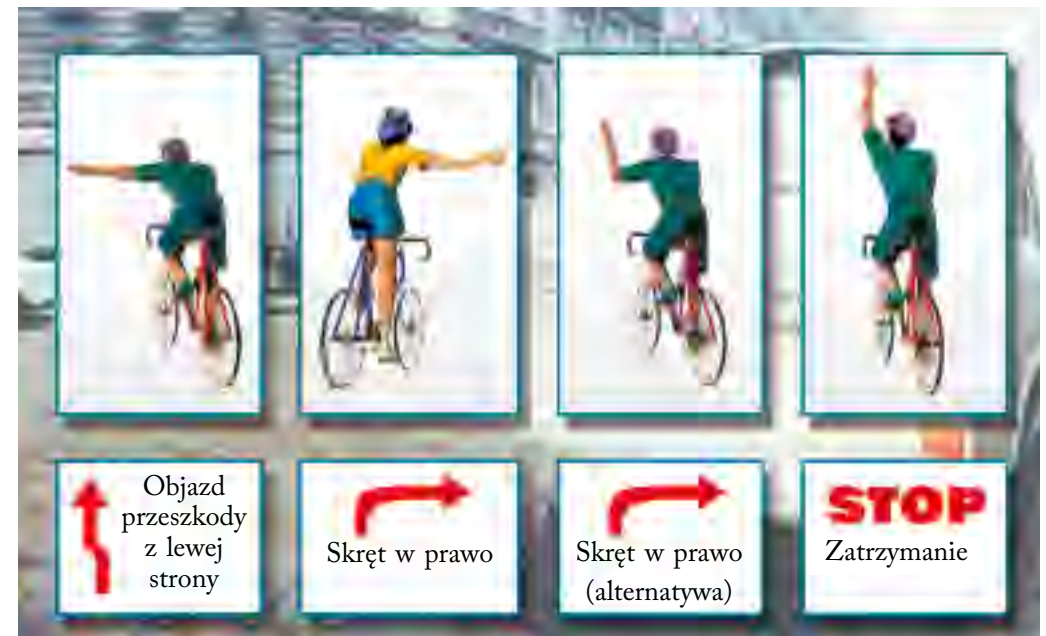 Objazd
przeszkody
z lewej
strony
Skręt w prawo
Skręt w prawo
(alternatywa)
STOP
Zatrzymanie